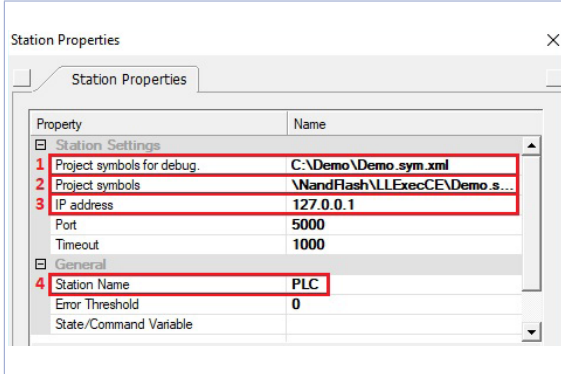 Station Properties
Station Properties
Property Name
Station Settings
1 Project symbols for debug. C:\Demo\Demo.sym.xml
2 Project symbols \NandFlash\LLExecCE\Demo.s...
3 IP address 127.0.0.1
Port 5000
Timeout 1000
General
4 Station Name PLC
Error Threshold 0
State/Command Variable